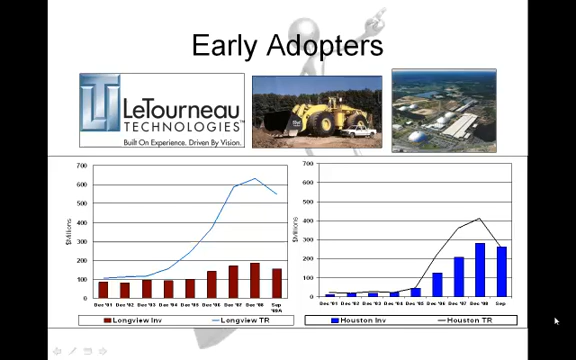 Early Adopters
LETOURNEAU
TECHNOLOGIES™
Built On Experience. Driven By Vision.
700
600
500
400
300
200
100
0
$Millions
Dec '01 Dec '02 Dec '03 Dec '04 Dec '05 Dec '06 Dec '07 Dec '08 Sep '09A
Longview Inv Longview TR
700
600
500
400
300
200
100
0
$Millions
Dec '01 Dec '02 Dec '03 Dec '04 Dec '05 Dec '06 Dec '07 Dec '08 Sep
Houston Inv Houston TR